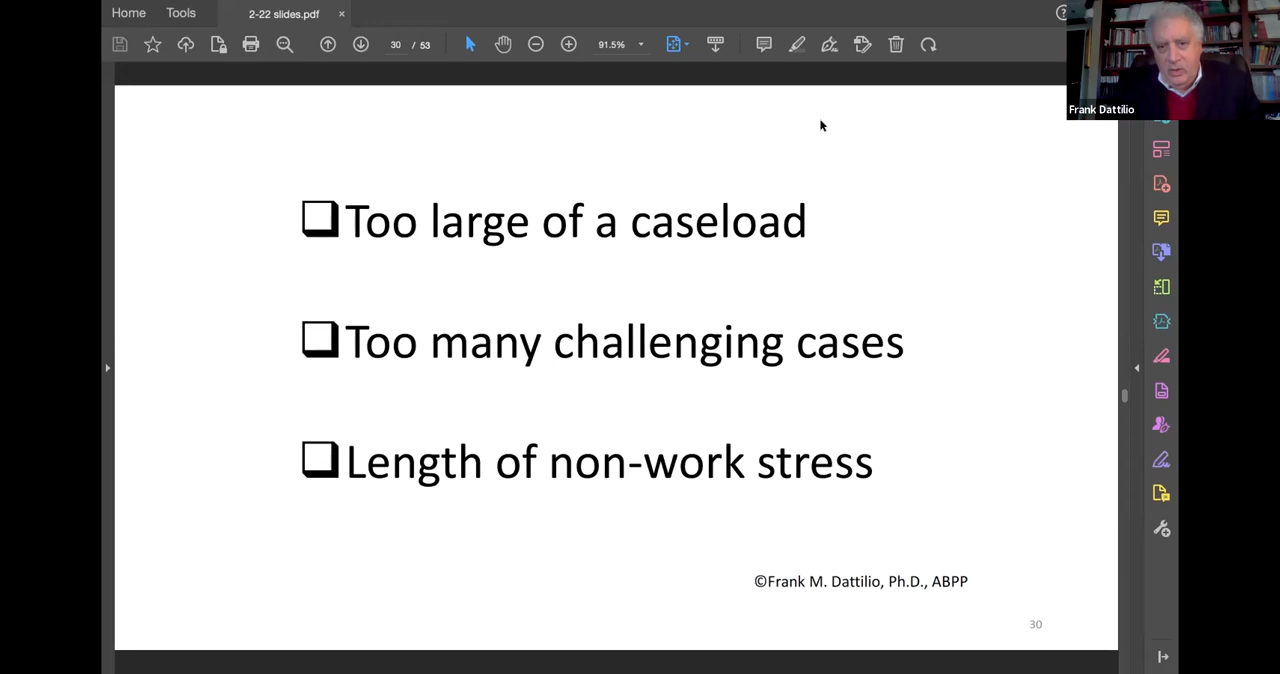 Home Tools 2-22 slides.pdf ×
30 / 53 91.5%
Frank Dattilio
Too large of a caseload
Too many challenging cases
Length of non-work stress
©Frank M. Dattilio, Ph.D., ABPP
30